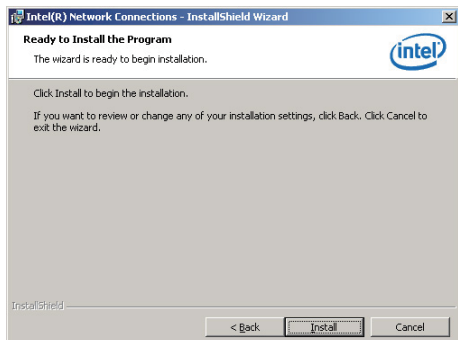 Intel(R) Network Connections - InstallShield Wizard
Ready to Install the Program
The wizard is ready to begin installation.
intel
Click Install to begin the installation.
If you want to review or change any of your installation settings, click Back. Click Cancel to
exit the wizard.
InstallShield
< Back Install Cancel